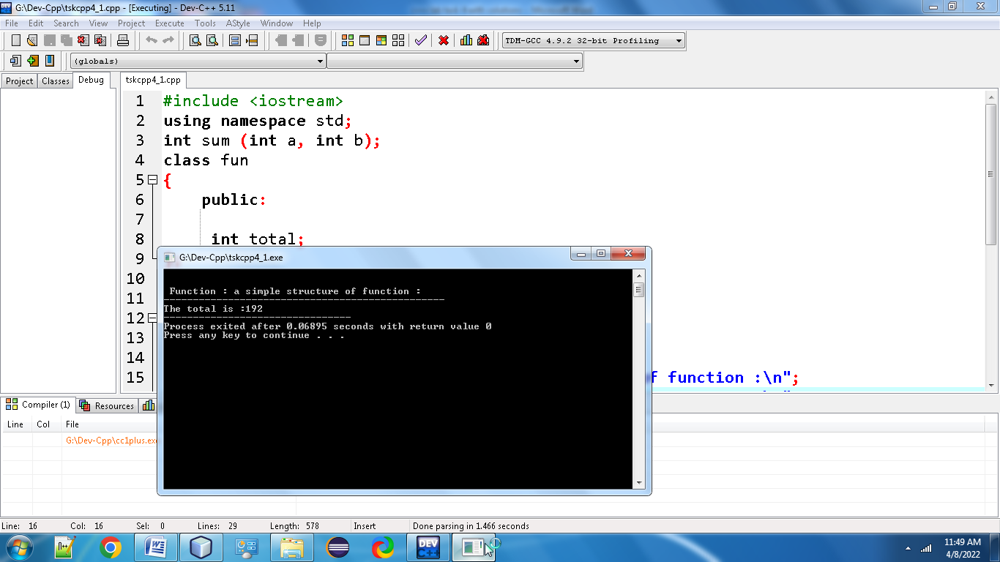 G:\Dev-Cpp\tskcpp4_1.cpp - [Executing] - Dev-C++ 5.11
File Edit Search View Project Execute Tools AStyle Window Help
TDM-GCC 4.9.2 32-bit Profiling
(globals)
Project Classes Debug
tskcpp4_1.cpp
1 #include <iostream>
2 using namespace std;
3 int sum (int a, int b);
4 class fun
5 {
6 public:
7
8 int total;
9
10
11
12
13
14
15 f function :\n";
G:\Dev-Cpp\tskcpp4_1.exe
Function : a simple structure of function :
------------------------------------------------
The total is :192
--------------------------------
Process exited after 0.06895 seconds with return value 0
Press any key to continue . . .
Compiler (1) Resources
Line Col File
G:\Dev-Cpp\cc1plus.exe
Line: 16 Col: 16 Sel: 0 Lines: 29 Length: 578 Insert Done parsing in 1.466 seconds
DEV C++
11:49 AM
4/8/2022